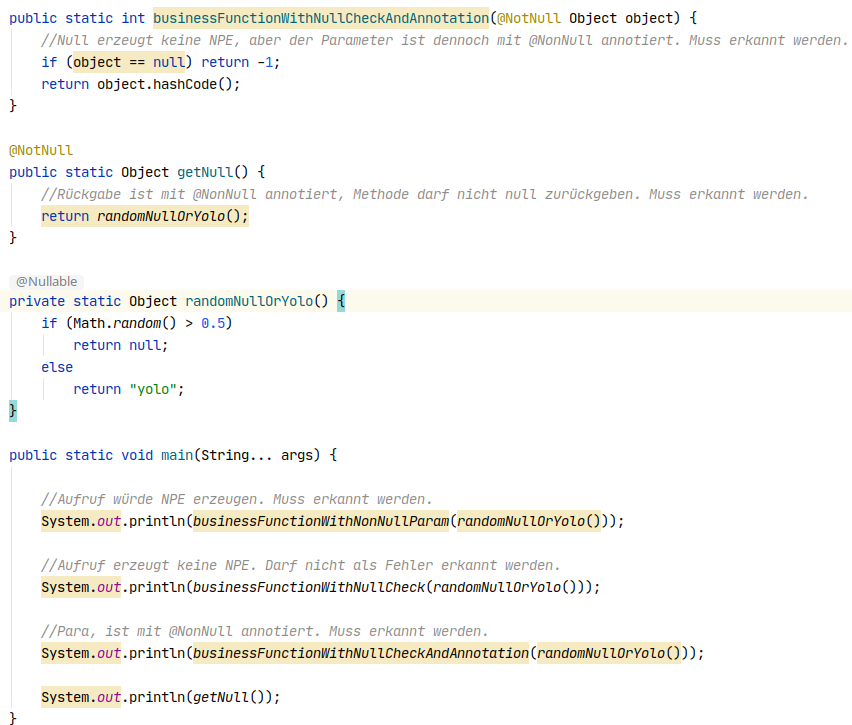 public static int businessFunctionWithNullCheckAndAnnotation(@NotNull Object object) {
    //Null erzeugt keine NPE, aber der Parameter ist dennoch mit @NonNull annotiert. Muss erkannt werden.
    if (object == null) return -1;
    return object.hashCode();
}
@NotNull
public static Object getNull() {
    //Rückgabe ist mit @NonNull annotiert, Methode darf nicht null zurückgeben. Muss erkannt werden.
    return randomNullOrYolo();
}
@Nullable
private static Object randomNullOrYolo() {
    if (Math.random() > 0.5)
        return null;
    else
        return "yolo";
}
public static void main(String... args) {
    //Aufruf würde NPE erzeugen. Muss erkannt werden.
    System.out.println(businessFunctionWithNonNullParam(randomNullOrYolo()));
    //Aufruf erzeugt keine NPE. Darf nicht als Fehler erkannt werden.
    System.out.println(businessFunctionWithNullCheck(randomNullOrYolo()));
    //Para, ist mit @NonNull annotiert. Muss erkannt werden.
    System.out.println(businessFunctionWithNullCheckAndAnnotation(randomNullOrYolo()));
    System.out.println(getNull());
}